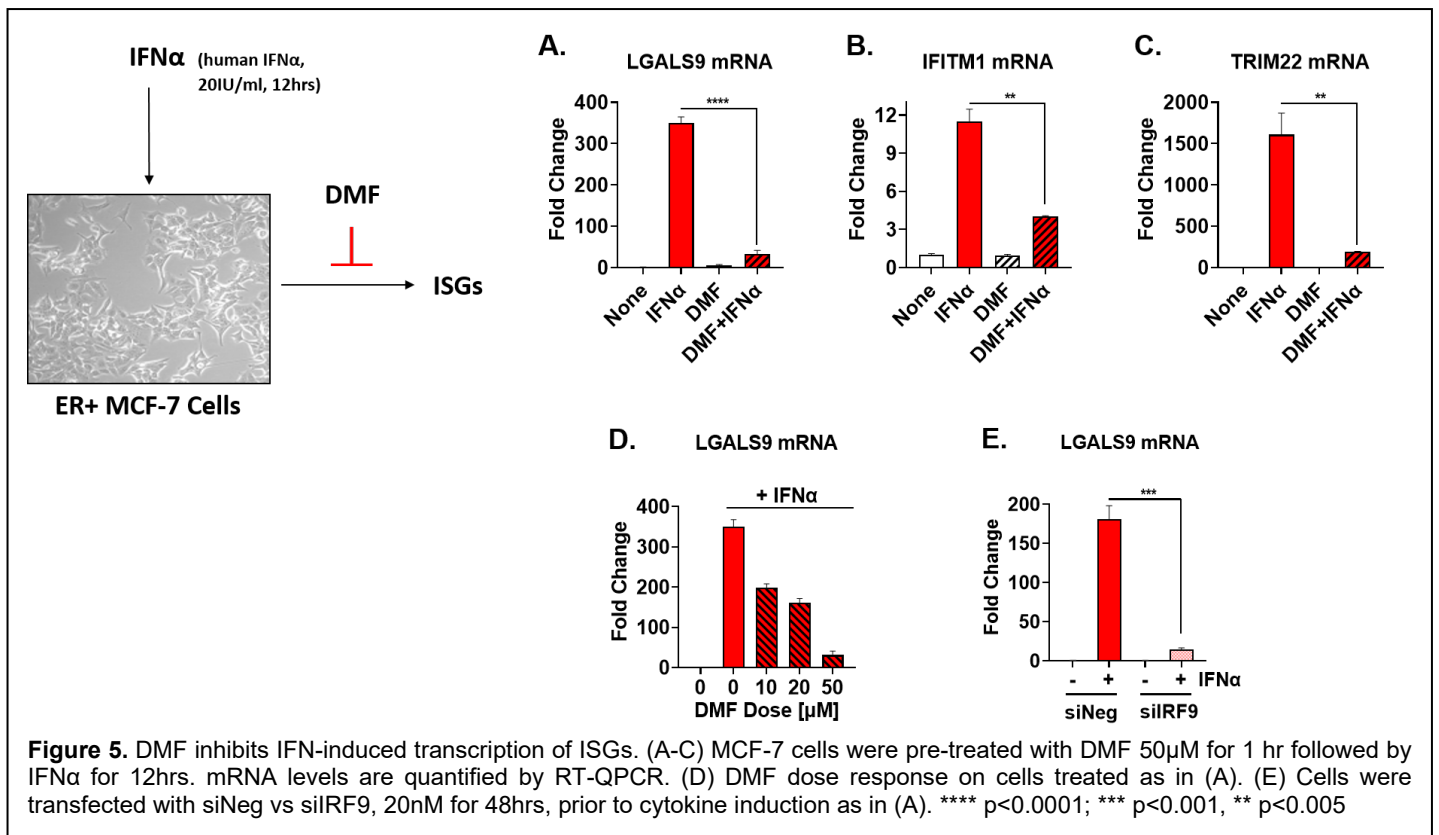 IFNα (human IFNα,
20IU/ml, 12hrs)
DMF
ISGs
ER+ MCF-7 Cells
A.
LGALS9 mRNA
Fold Change
400
300
200
100
0
None
IFNα
DMF
DMF+IFNα
****
B.
IFITM1 mRNA
Fold Change
12
9
6
3
0
None
IFNα
DMF
DMF+IFNα
**
C.
TRIM22 mRNA
Fold Change
2000
1500
1000
500
0
None
IFNα
DMF
DMF+IFNα
**
D.
LGALS9 mRNA
+ IFNα
Fold Change
400
300
200
100
0
0 0 10 20 50
DMF Dose [µM]
E.
LGALS9 mRNA
Fold Change
200
150
100
50
0
***
- + - + IFNα
siNeg siIRF9
Figure 5. DMF inhibits IFN-induced transcription of ISGs. (A-C) MCF-7 cells were pre-treated with DMF 50µM for 1 hr followed by
IFNα for 12hrs. mRNA levels are quantified by RT-QPCR. (D) DMF dose response on cells treated as in (A). (E) Cells were
transfected with siNeg vs siIRF9, 20nM for 48hrs, prior to cytokine induction as in (A). **** p<0.0001; *** p<0.001, ** p<0.005